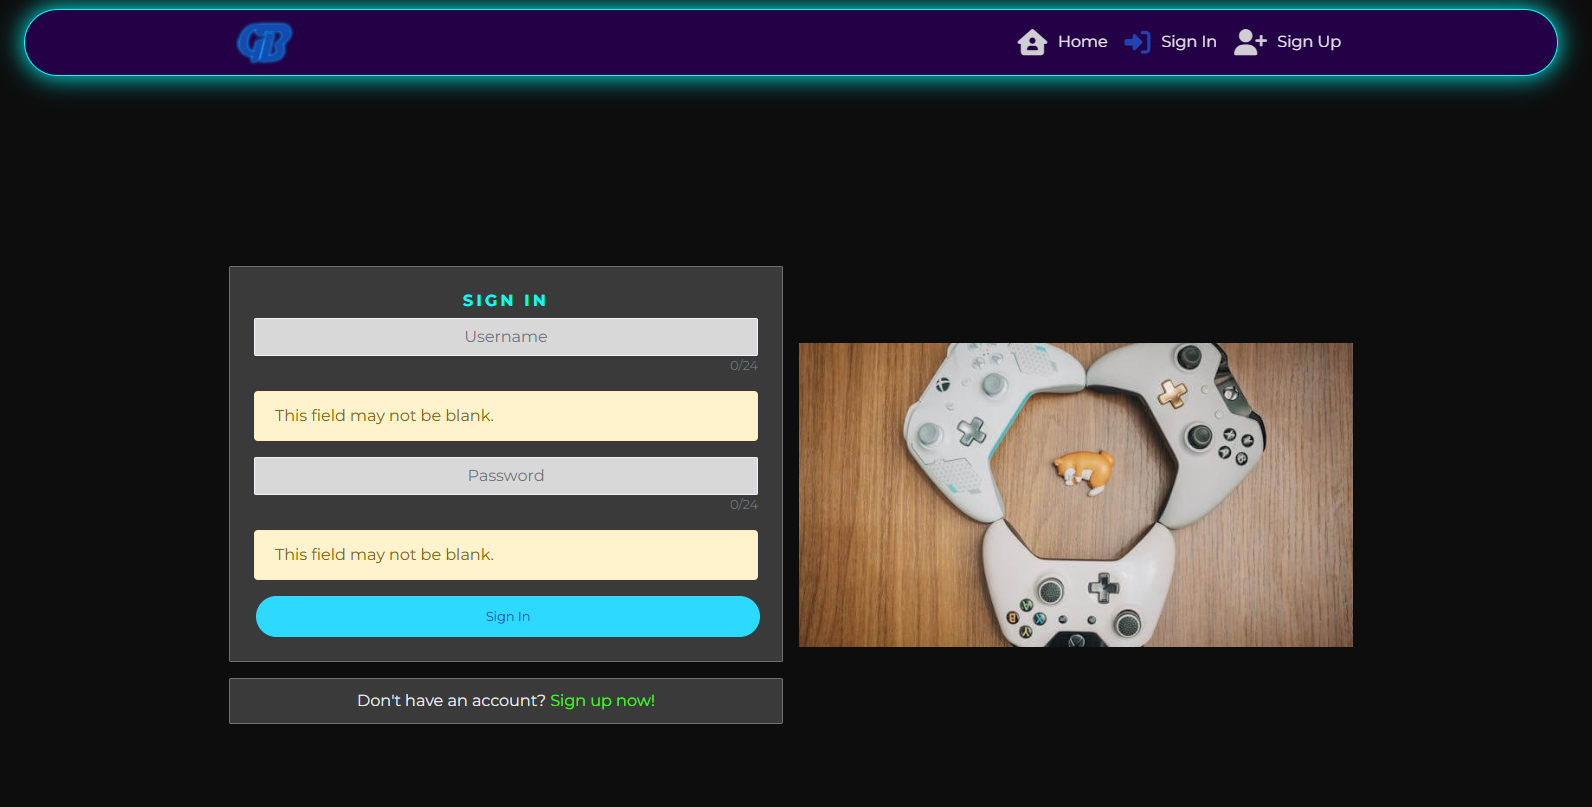 GB
Home
Sign In
Sign Up
SIGN IN
Username
0/24
This field may not be blank.
Password
0/24
This field may not be blank.
Sign In
Don't have an account? Sign up now!
A
B
X
Y